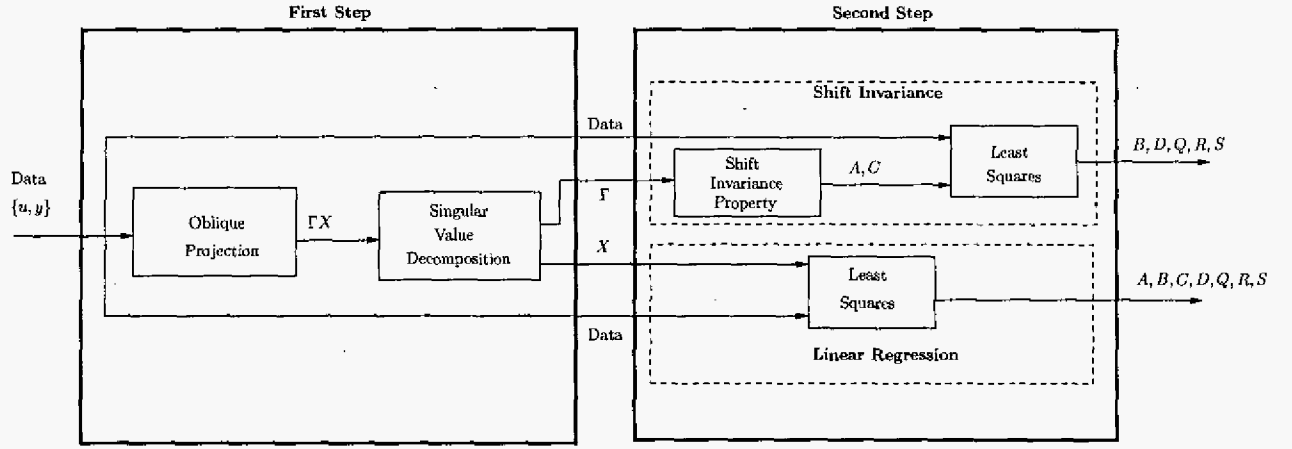 First Step
Second Step
Shift Invariance
Data
B, D, Q, R, S
Least
Squares
Shift
Invariance
Property
A, C
Data
{u, y}
Γ
Oblique
Projection
ΓX
Singular
Value
Decomposition
X
Least
Squares
A, B, C, D, Q, R, S
Data
Linear Regression